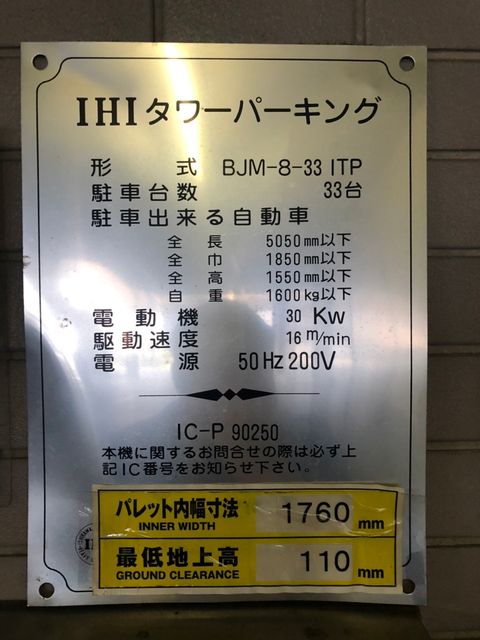 IHIタワーパーキング
形 式 BJM-8-33 ITP
駐車台数 33台
駐車出来る自動車
全 長 5050mm以下
全 巾 1850mm以下
全 高 1550mm以下
自 重 1600kg以下
電動機 30 Kw
駆動速度 16 m/min
電 源 50Hz 200V
IC-P 90250
本機に関するお問合せの際は必ず上
記IC番号をお知らせ下さい。
パレット内幅寸法 1760 mm
INNER WIDTH
最低地上高 110 mm
GROUND CLEARANCE